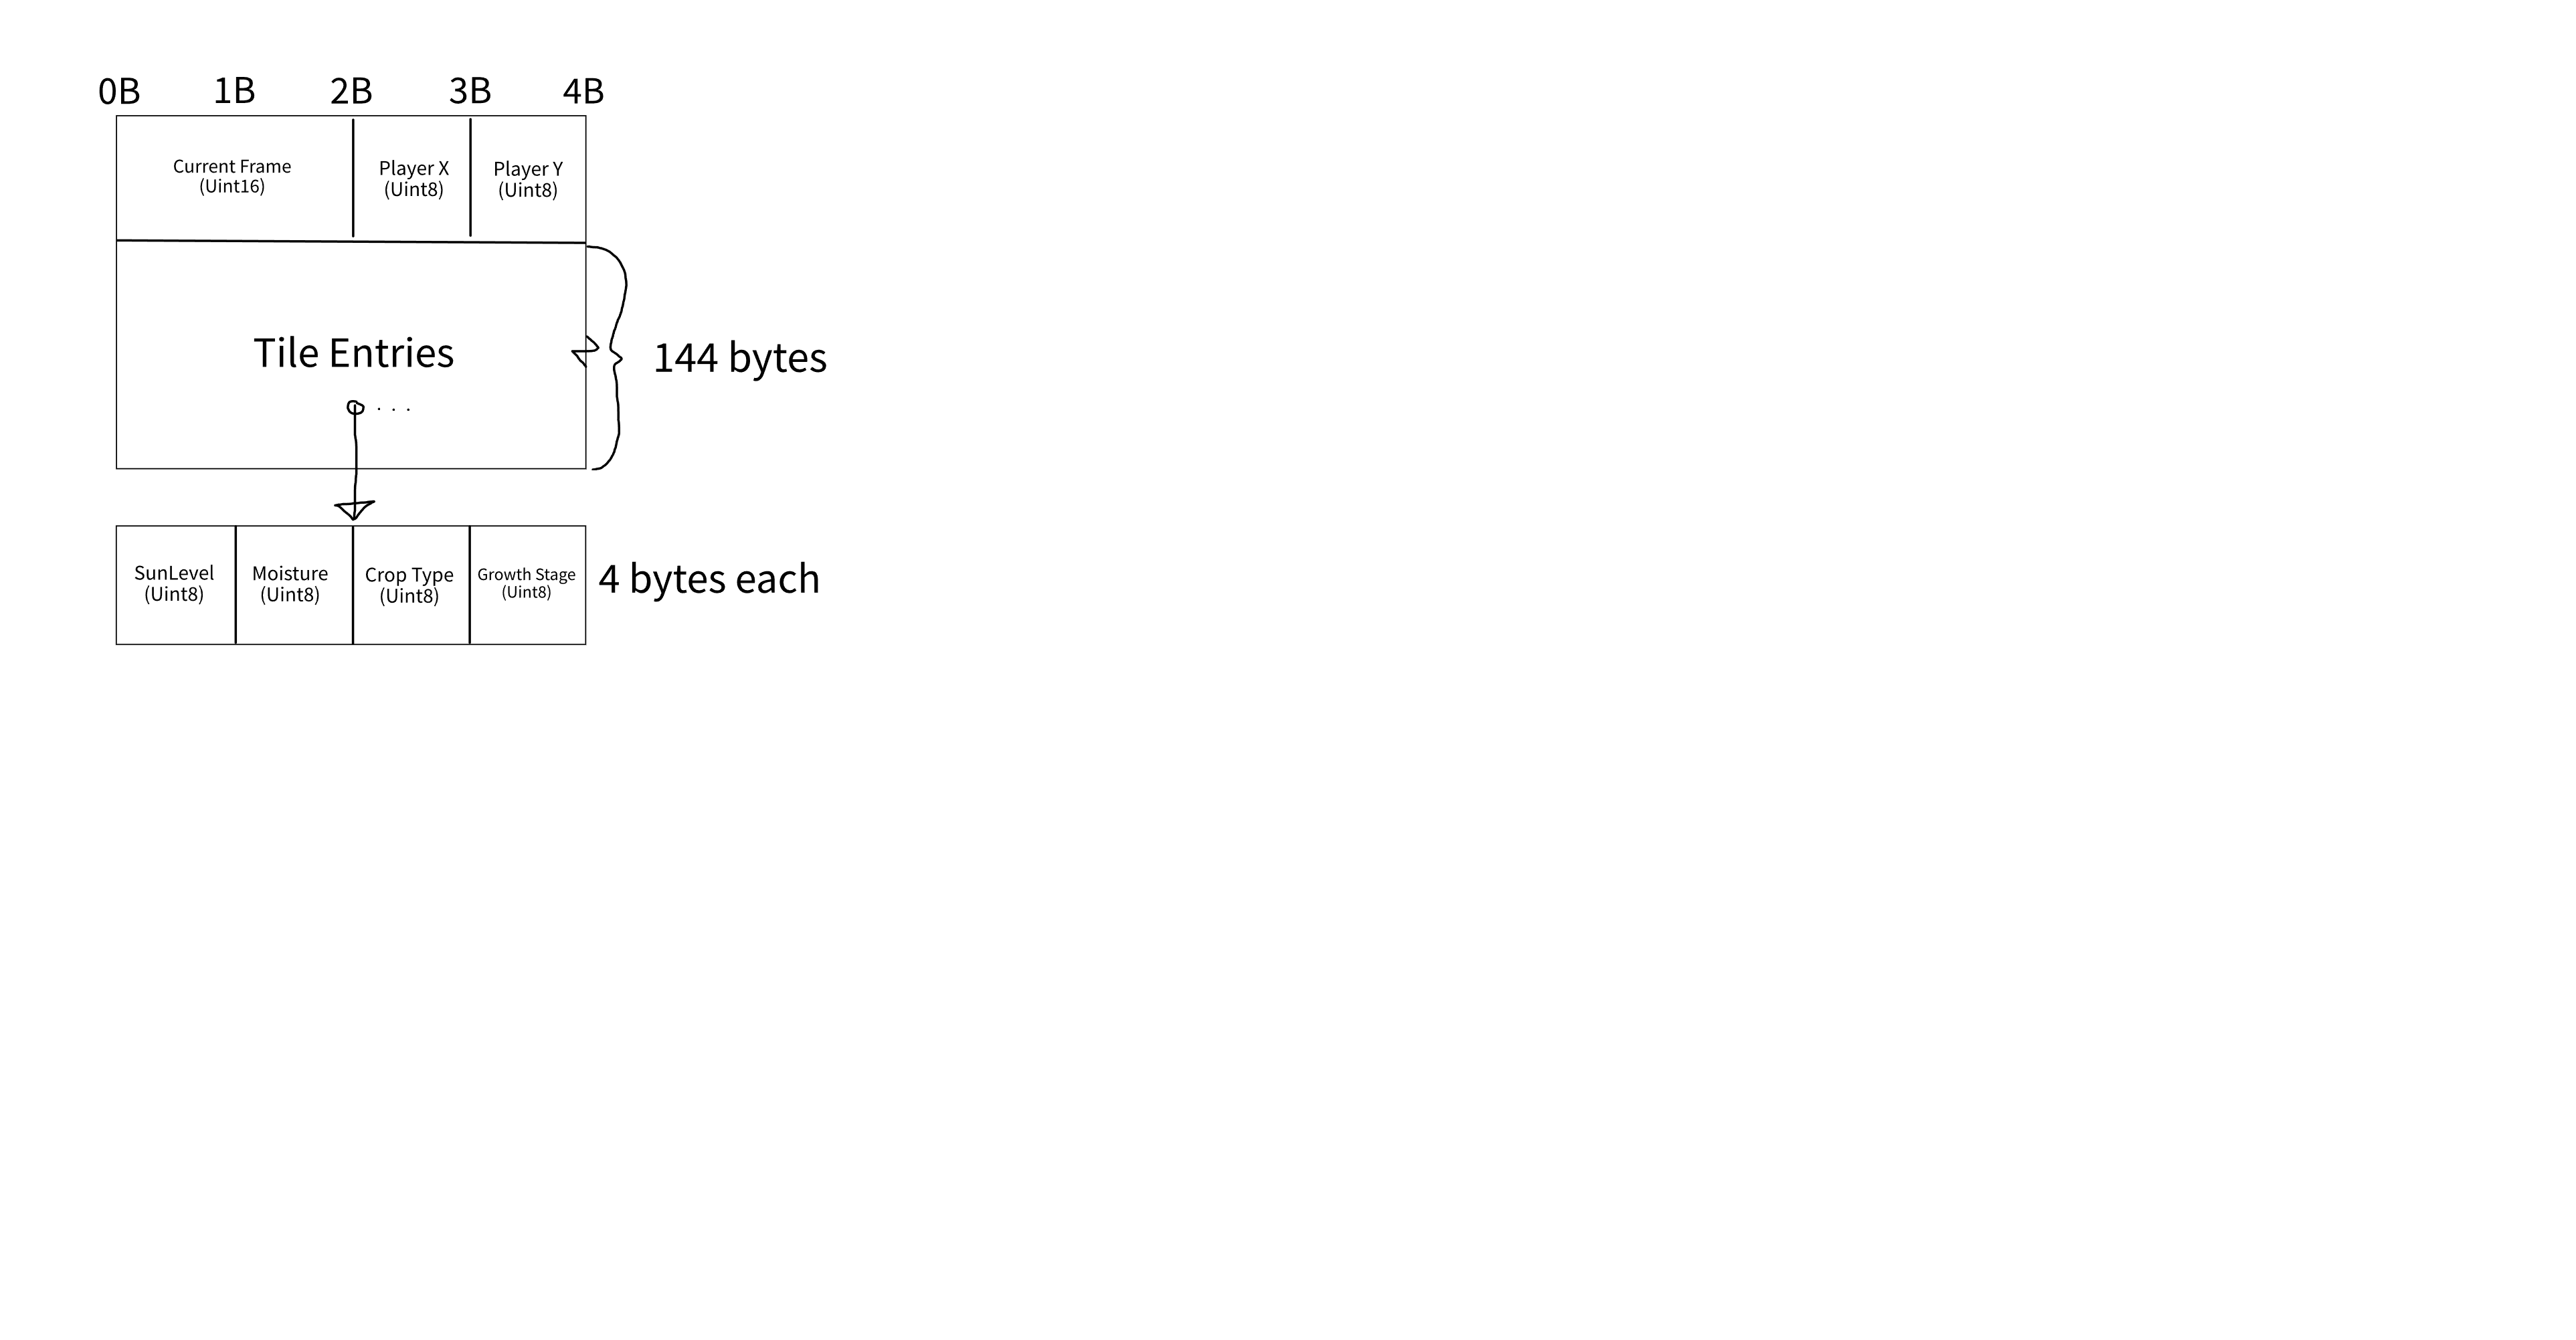 0B 1B 2B 3B 4B
Current Frame
(Uint16)
Player X
(Uint8)
Player Y
(Uint8)
Tile Entries
. . .
144 bytes
SunLevel
(Uint8)
Moisture
(Uint8)
Crop Type
(Uint8)
Growth Stage
(Uint8)
4 bytes each